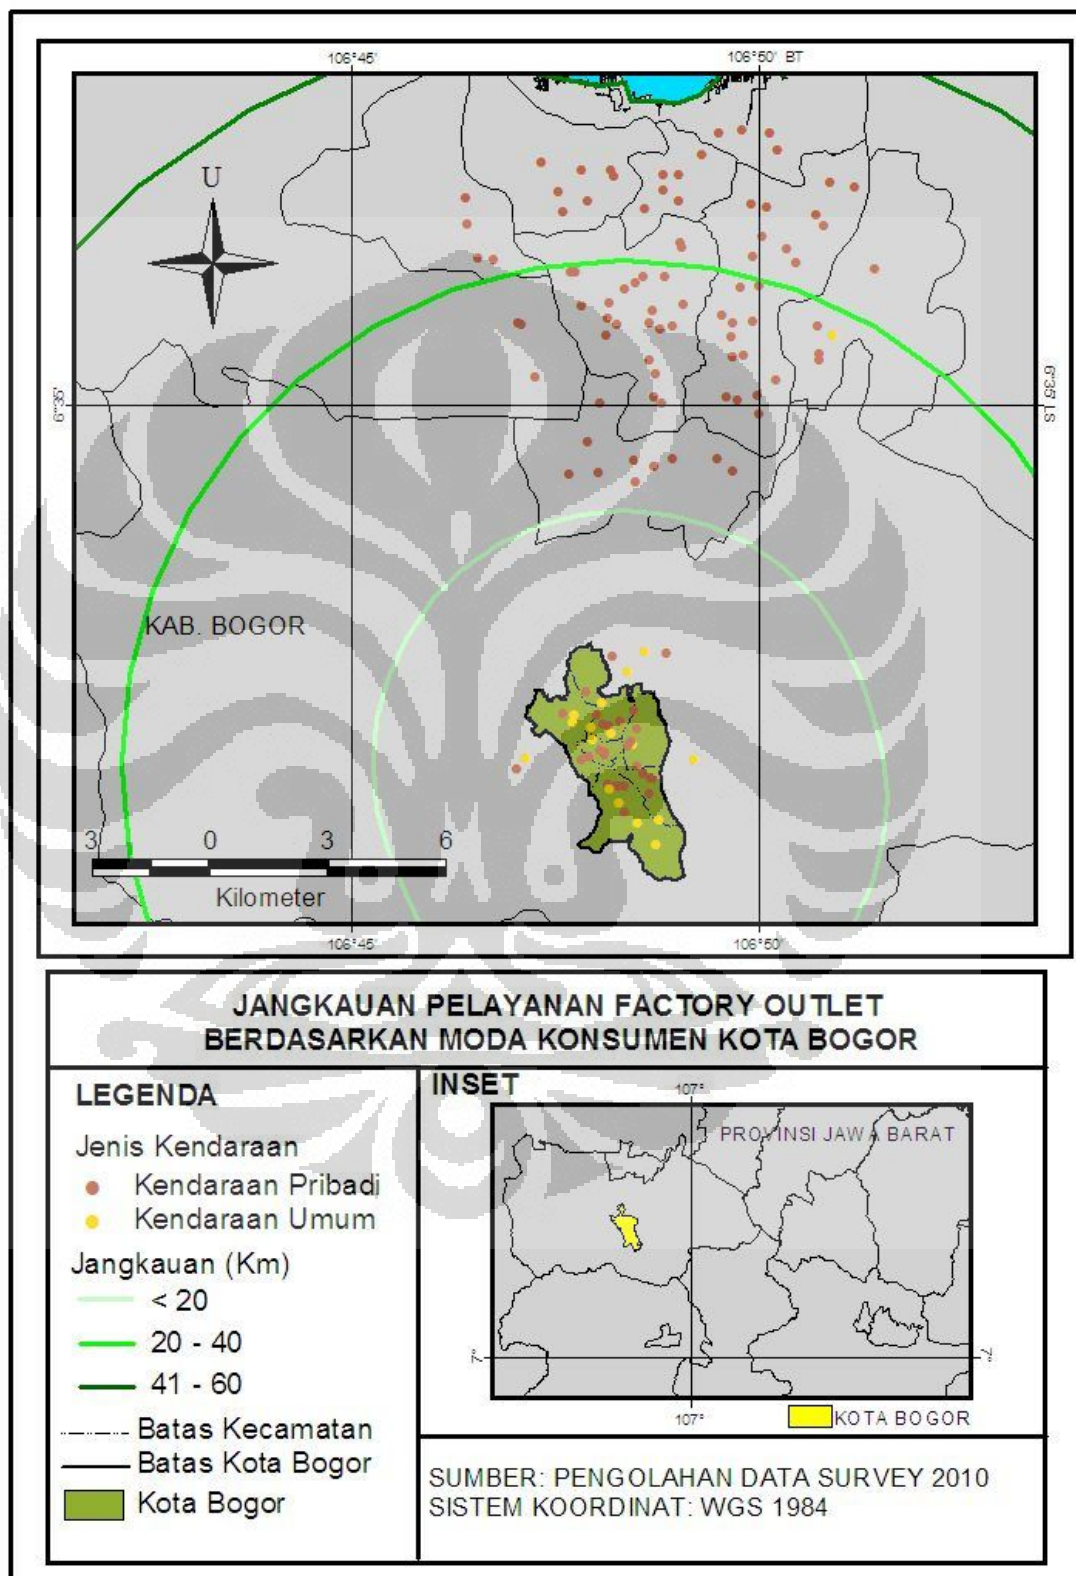 106°45'
106°50' BT
U
6°35'
6°35' LS
KAB. BOGOR
3 0 3 6
Kilometer
106°45'
106°50'
JANGKAUAN PELAYANAN FACTORY OUTLET
BERDASARKAN MODA KONSUMEN KOTA BOGOR
LEGENDA
Jenis Kendaraan
Kendaraan Pribadi
Kendaraan Umum
Jangkauan (Km)
< 20
20 - 40
41 - 60
Batas Kecamatan
Batas Kota Bogor
Kota Bogor
INSET
107°
PROVINSI JAWA BARAT
7°
7°
107°
KOTA BOGOR
SUMBER: PENGOLAHAN DATA SURVEY 2010
SISTEM KOORDINAT: WGS 1984